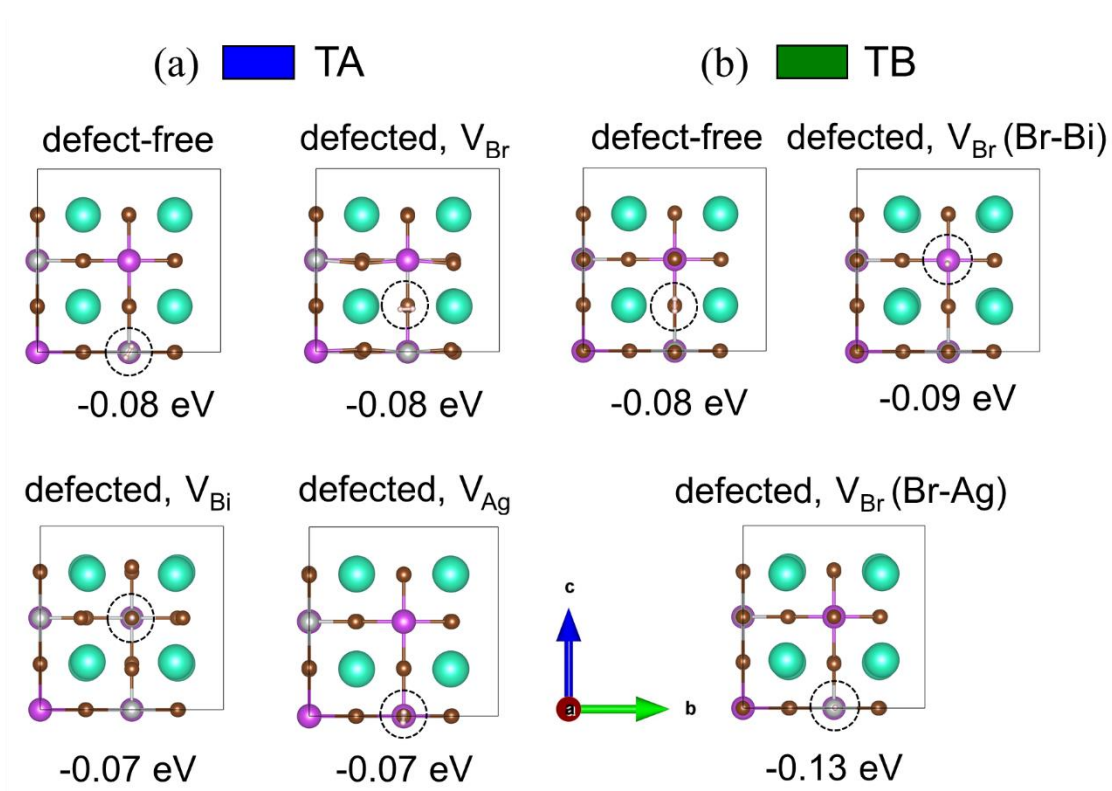 (a) TA
(b) TB
defect-free
defected, V_Br
defect-free
defected, V_Br (Br-Bi)
-0.08 eV
-0.08 eV
-0.08 eV
-0.09 eV
defected, V_Bi
defected, V_Ag
defected, V_Br (Br-Ag)
c
a
b
-0.07 eV
-0.07 eV
-0.13 eV